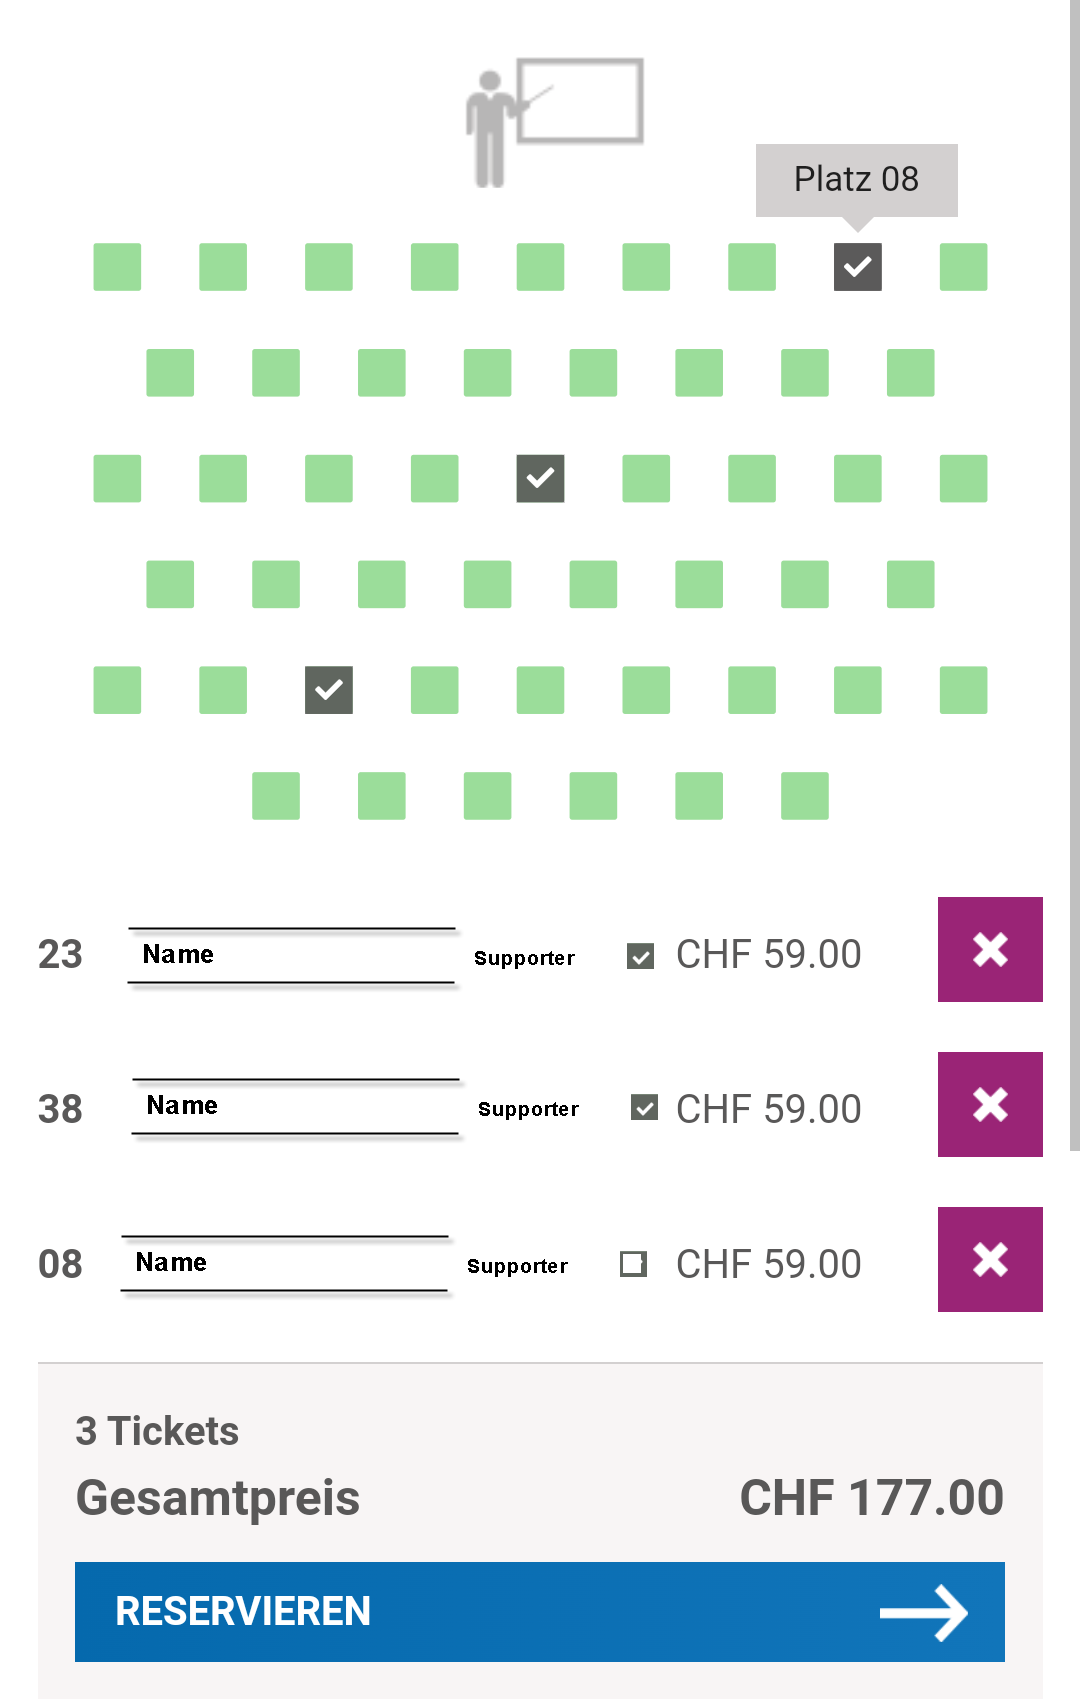 Platz 08
23 Name Supporter CHF 59.00
38 Name Supporter CHF 59.00
08 Name Supporter CHF 59.00
3 Tickets
Gesamtpreis CHF 177.00
RESERVIEREN